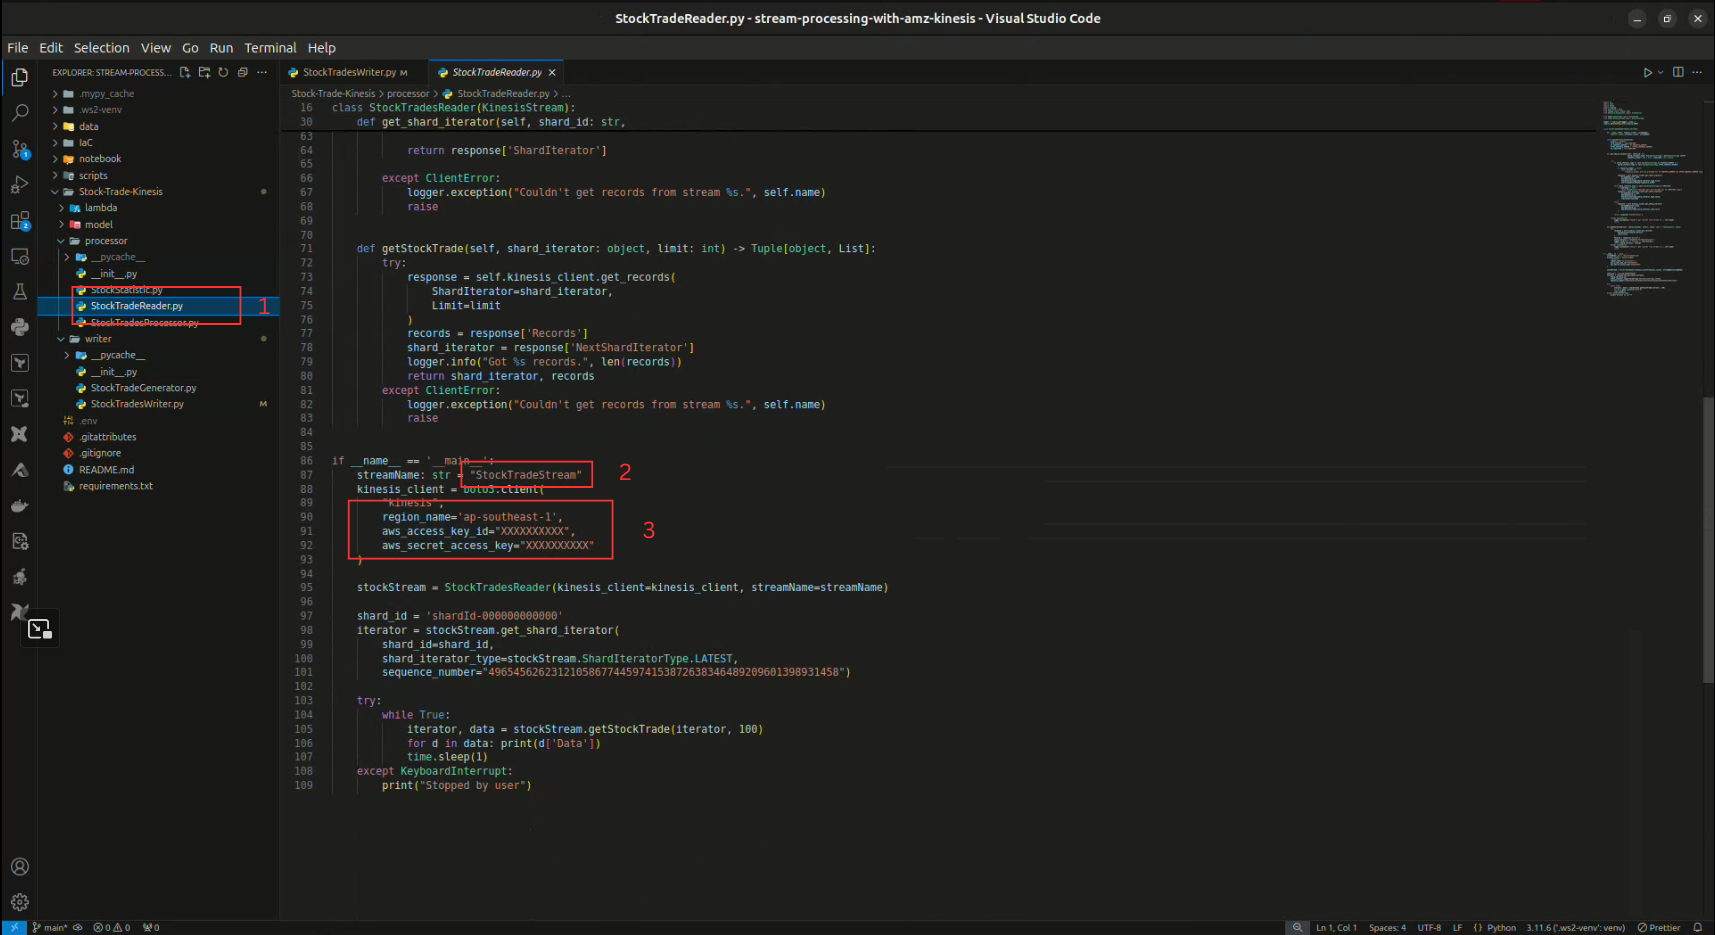 StockTradeReader.py - stream-processing-with-amz-kinesis - Visual Studio Code
File Edit Selection View Go Run Terminal Help
EXPLORER: STREAM-PROCESS...
StockTradesWriter.py M
StockTradeReader.py
Stock-Trade-Kinesis > processor > StockTradeReader.py > ...
.mypy_cache
.ws2-venv
data
IaC
notebook
scripts
Stock-Trade-Kinesis
lambda
model
processor
__pycache__
__init__.py
StockStatistic.py
StockTradeReader.py
1
StockTradesProcessor.py
writer
__pycache__
__init__.py
StockTradeGenerator.py
StockTradesWriter.py M
.env
.gitattributes
.gitignore
README.md
requirements.txt
1
2
16 class StockTradesReader(KinesisStream):
30 def get_shard_iterator(self, shard_id: str,
63
64 return response['ShardIterator']
65
66 except ClientError:
67 logger.exception("Couldn't get records from stream %s.", self.name)
68 raise
69
70
71 def getStockTrade(self, shard_iterator: object, limit: int) -> Tuple[object, List]:
72 try:
73 response = self.kinesis_client.get_records(
74 ShardIterator=shard_iterator,
75 Limit=limit
76 )
77 records = response['Records']
78 shard_iterator = response['NextShardIterator']
79 logger.info("Got %s records.", len(records))
80 return shard_iterator, records
81 except ClientError:
82 logger.exception("Couldn't get records from stream %s.", self.name)
83 raise
84
85
86 if __name__ == '__main__':
87 streamName: str = "StockTradeStream"
2
88 kinesis_client = boto3.client(
89 "kinesis",
90 region_name='ap-southeast-1',
91 aws_access_key_id="XXXXXXXXXX",
3
92 aws_secret_access_key="XXXXXXXXXX"
93 )
94
95 stockStream = StockTradesReader(kinesis_client=kinesis_client, streamName=streamName)
96
97 shard_id = 'shardId-000000000000'
98 iterator = stockStream.get_shard_iterator(
99 shard_id=shard_id,
100 shard_iterator_type=stockStream.ShardIteratorType.LATEST,
101 sequence_number="49654562623121058677445974153872638346489209601398931458")
102
103 try:
104 while True:
105 iterator, data = stockStream.getStockTrade(iterator, 100)
106 for d in data: print(d['Data'])
107 time.sleep(1)
108 except KeyboardInterrupt:
109 print("Stopped by user")
main* 0 0 0
Ln 1, Col 1 Spaces: 4 UTF-8 LF {} Python 3.11.6 ('.ws2-venv': venv) Prettier